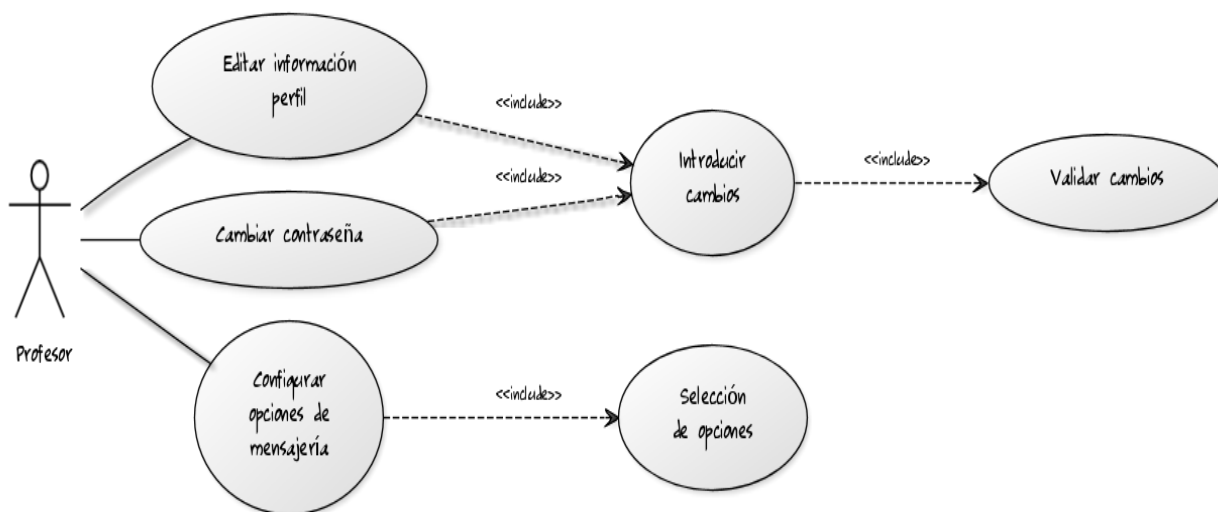 Editar información
perfil
<<include>>
Introducir
cambios
<<include>>
Validar cambios
<<include>>
Cambiar contraseña
Profesor
Configurar
opciones de
mensajería
<<include>>
Selección
de opciones